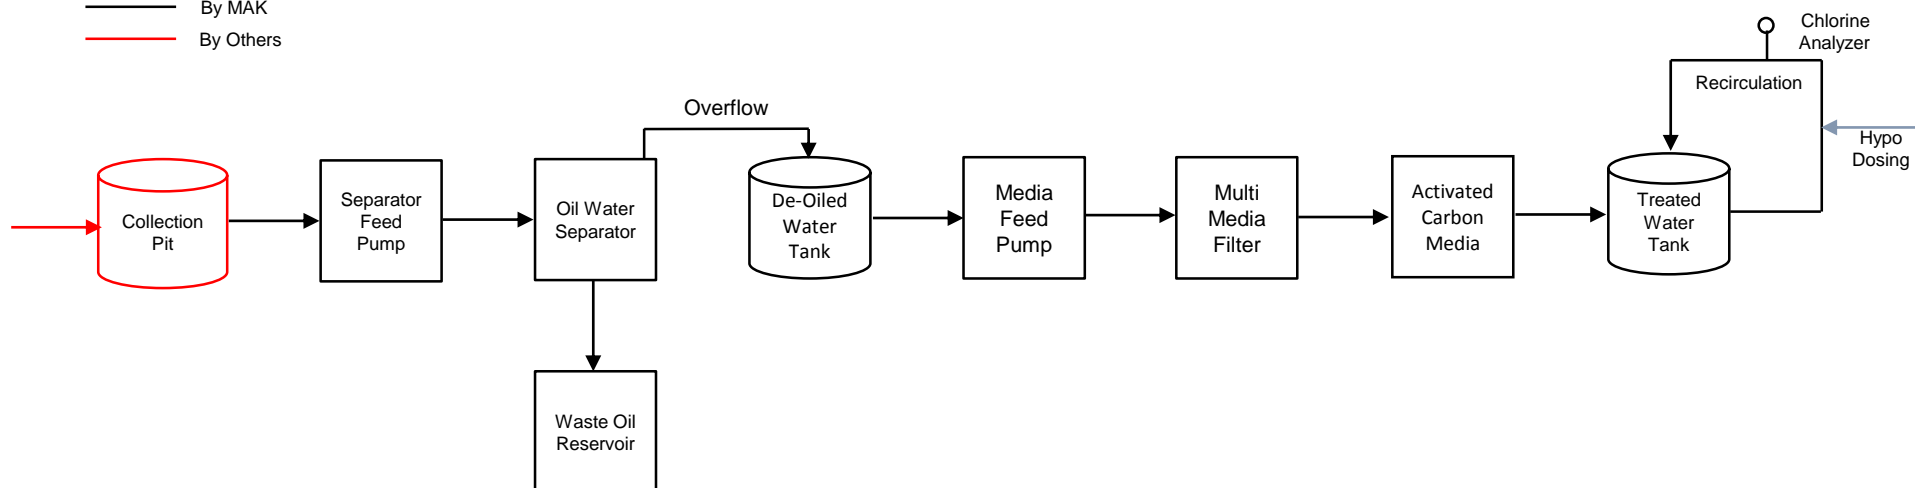 By MAK
By Others
Chlorine
Analyzer
Recirculation
Overflow
Hypo
Dosing
Collection
Pit
Separator
Feed
Pump
Oil Water
Separator
De-Oiled
Water
Tank
Media
Feed
Pump
Multi
Media
Filter
Activated
Carbon
Media
Treated
Water
Tank
Waste Oil
Reservoir